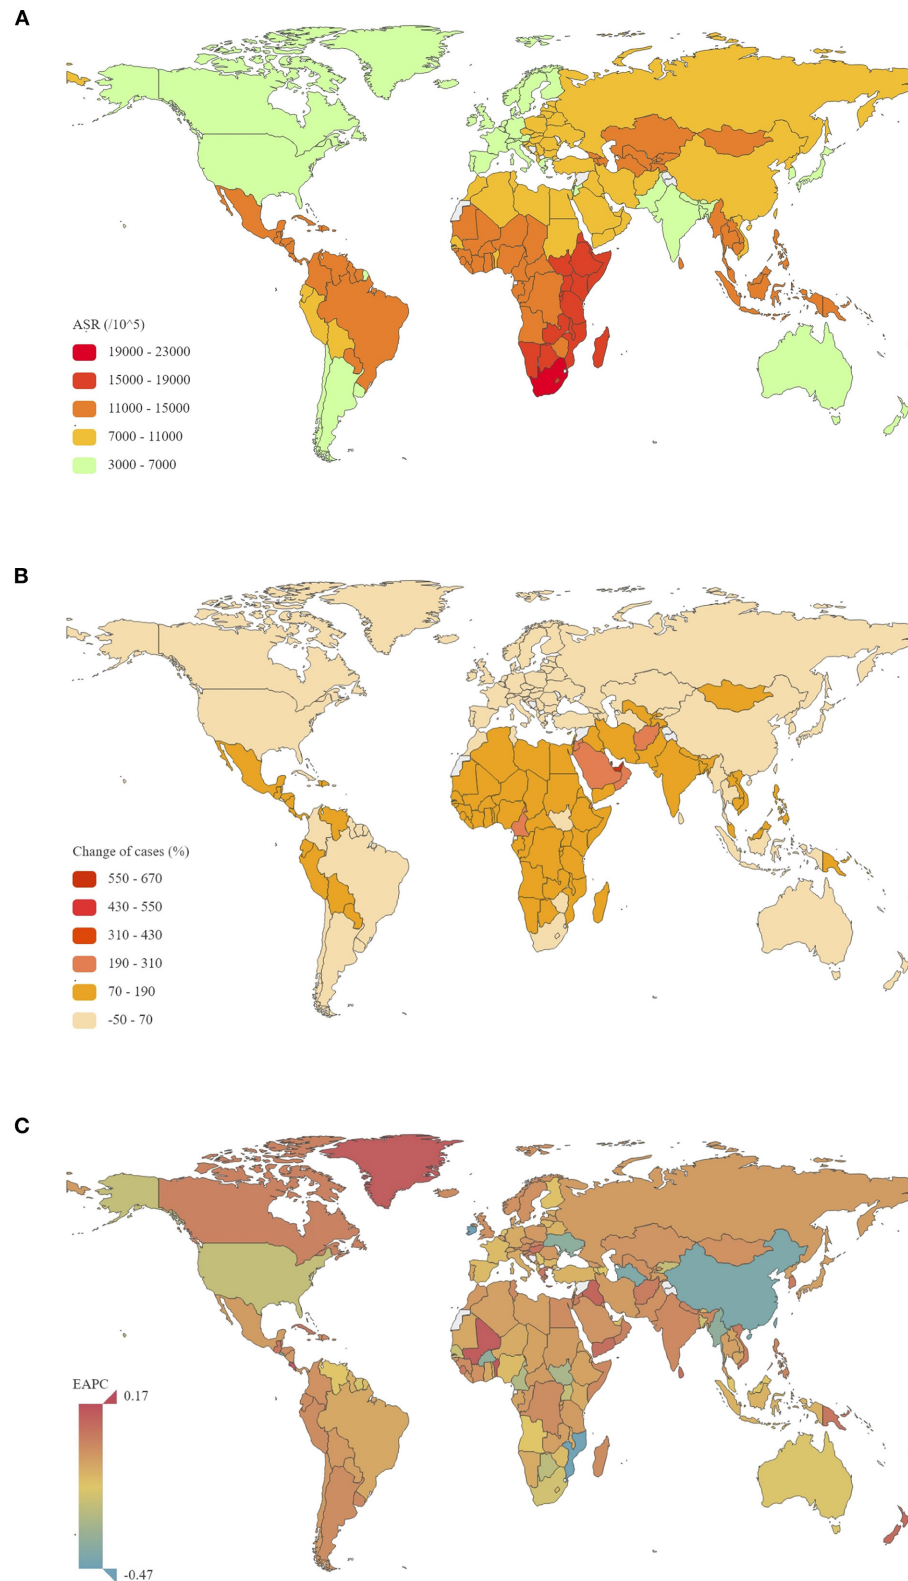 A
ASR (/10^5)
19000 - 23000
15000 - 19000
11000 - 15000
7000 - 11000
3000 - 7000
B
Change of cases (%)
550 - 670
430 - 550
310 - 430
190 - 310
70 - 190
-50 - 70
C
EAPC
0.17
-0.47